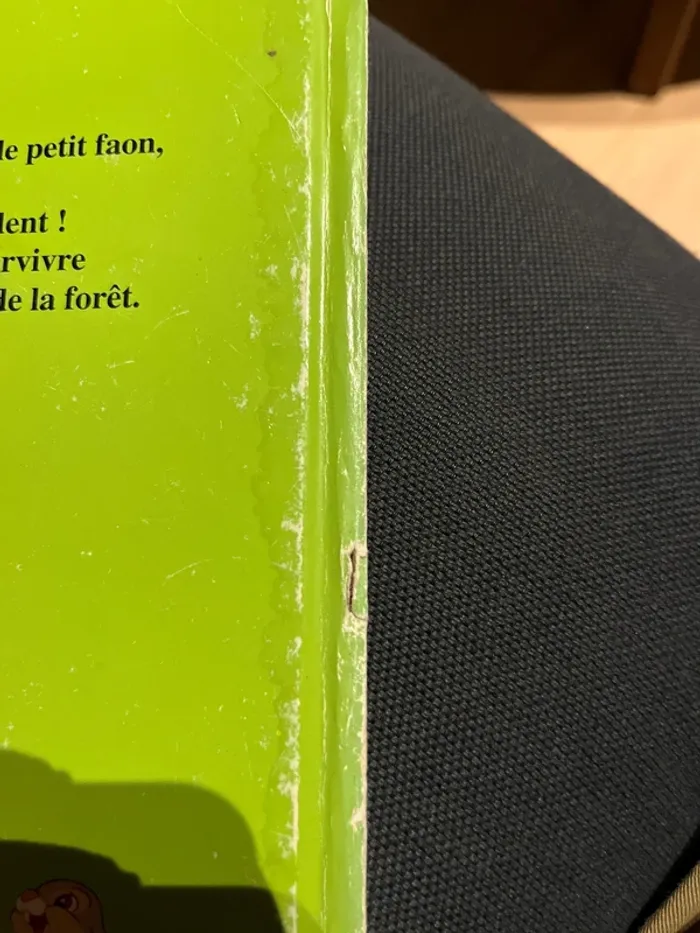 le petit faon,
lent !
rvivre
de la forêt.